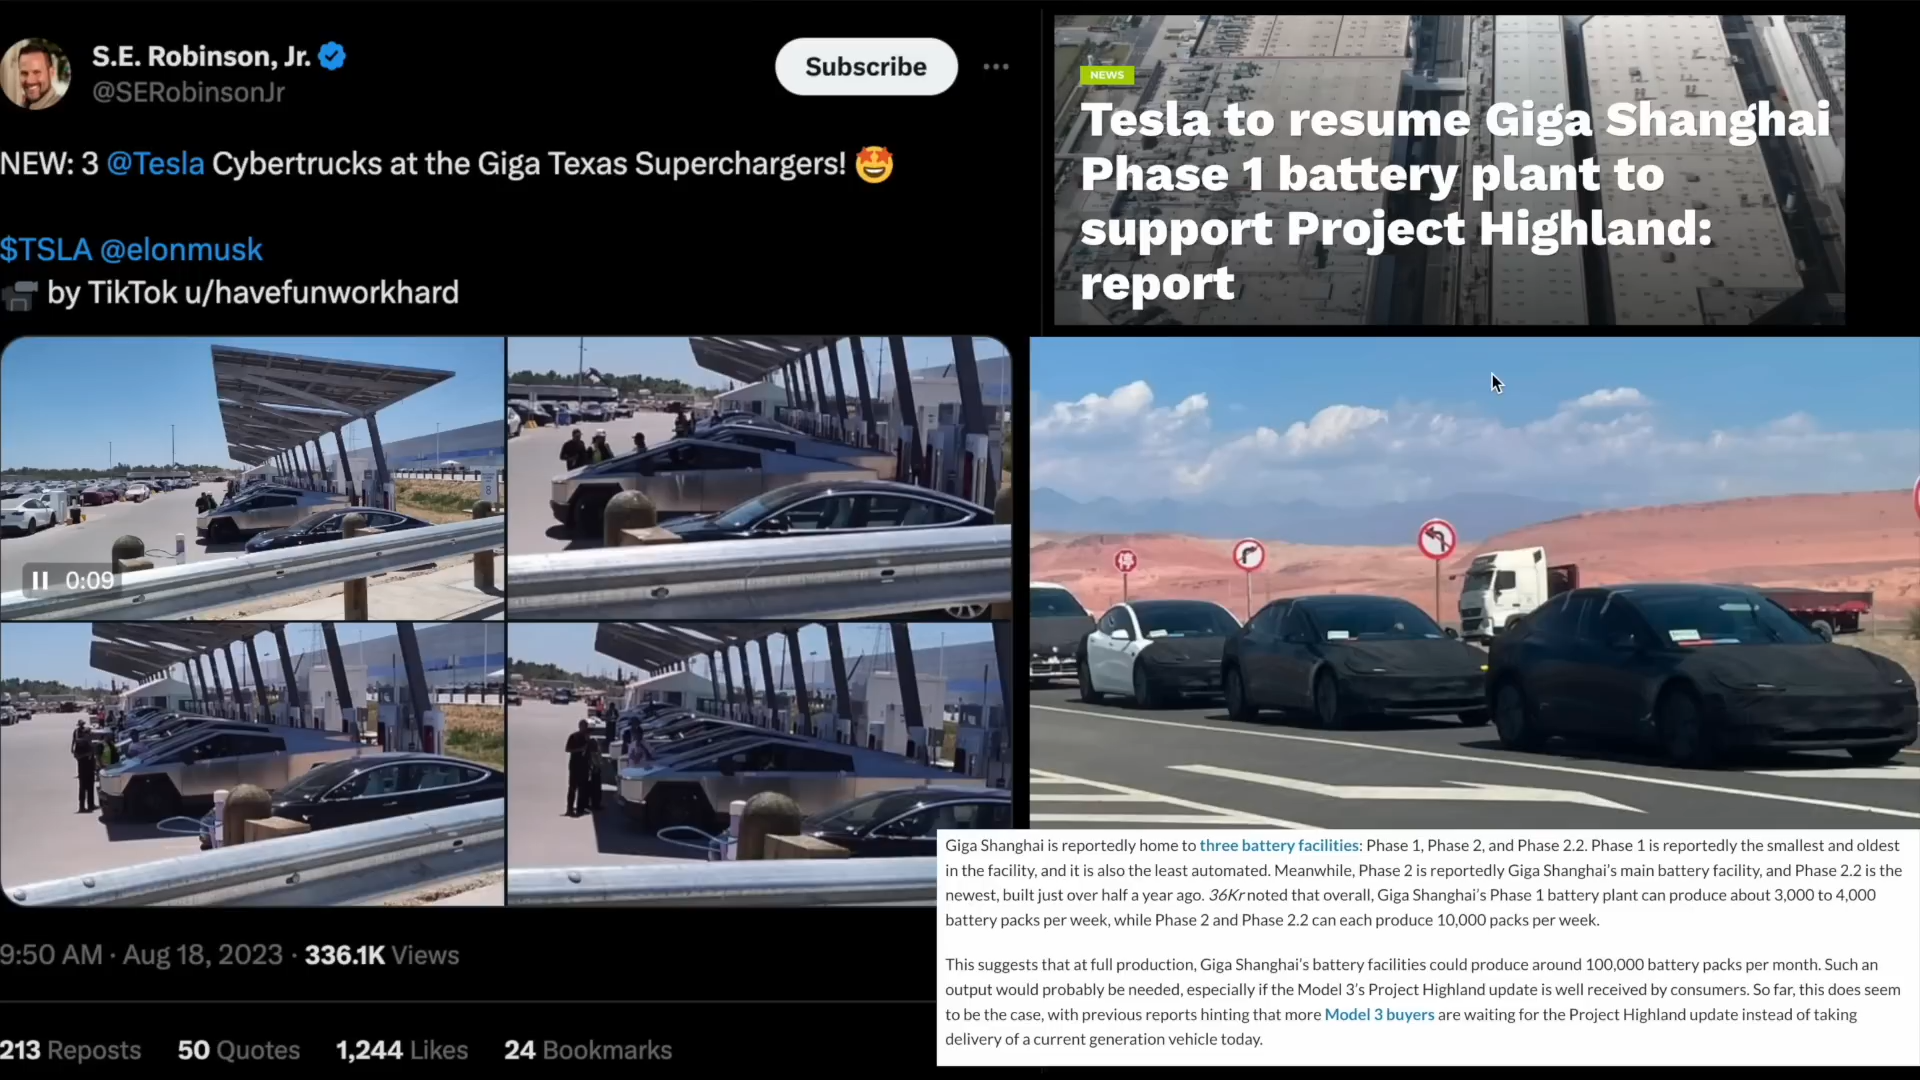 S.E. Robinson, Jr.
@SERobinsonJr
Subscribe
NEW: 3 @Tesla Cybertrucks at the Giga Texas Superchargers! 🤩
$TSLA @elonmusk
📹 by TikTok u/havefunworkhard
0:09
9:50 AM · Aug 18, 2023 · 336.1K Views
213 Reposts 50 Quotes 1,244 Likes 24 Bookmarks
NEWS
Tesla to resume Giga Shanghai
Phase 1 battery plant to
support Project Highland:
report
停
Giga Shanghai is reportedly home to three battery facilities: Phase 1, Phase 2, and Phase 2.2. Phase 1 is reportedly the smallest and oldest
in the facility, and it is also the least automated. Meanwhile, Phase 2 is reportedly Giga Shanghai's main battery facility, and Phase 2.2 is the
newest, built just over half a year ago. 36Kr noted that overall, Giga Shanghai's Phase 1 battery plant can produce about 3,000 to 4,000
battery packs per week, while Phase 2 and Phase 2.2 can each produce 10,000 packs per week.
This suggests that at full production, Giga Shanghai's battery facilities could produce around 100,000 battery packs per month. Such an
output would probably be needed, especially if the Model 3's Project Highland update is well received by consumers. So far, this does seem
to be the case, with previous reports hinting that more Model 3 buyers are waiting for the Project Highland update instead of taking
delivery of a current generation vehicle today.